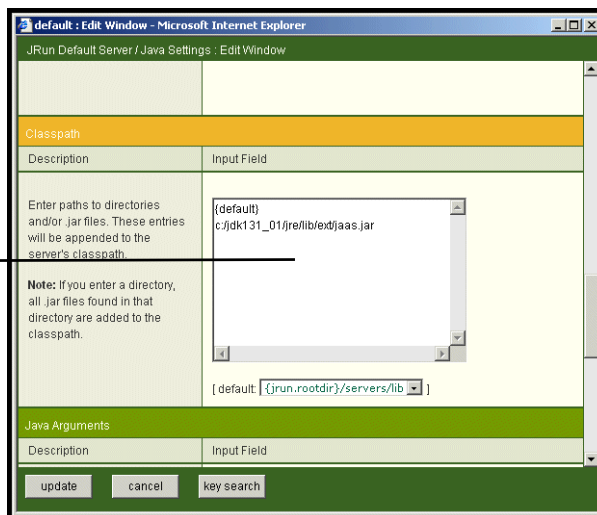 default : Edit Window - Microsoft Internet Explorer
JRun Default Server / Java Settings : Edit Window
Classpath
Description
Input Field
Enter paths to directories
and/or .jar files. These entries
will be appended to the
server's classpath.
Note: If you enter a directory,
all .jar files found in that
directory are added to the
classpath.
{default}
c:/jdk131_01/jre/lib/ext/jaas.jar
[ default: {jrun.rootdir}/servers/lib ]
Java Arguments
Description
Input Field
update
cancel
key search